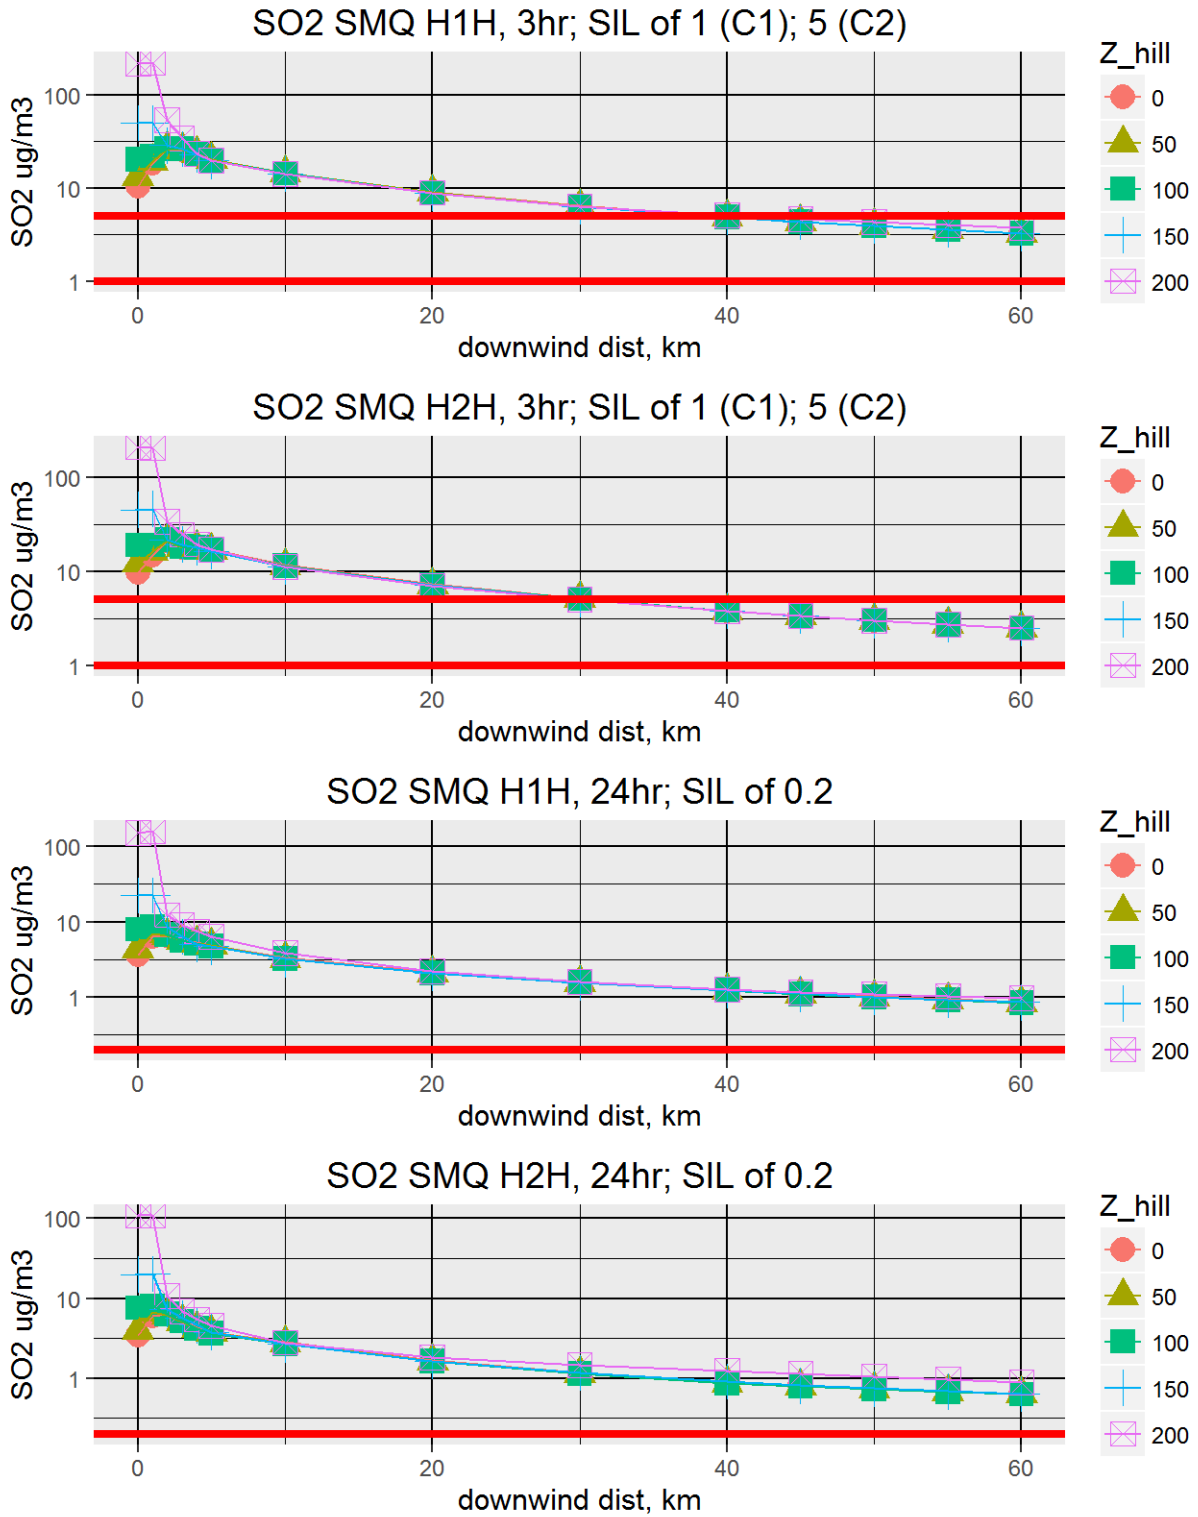 SO2 SMQ H1H, 3hr; SIL of 1 (C1); 5 (C2)
SO2 ug/m3
100
10
1
0 20 40 60
downwind dist, km
Z_hill
0
50
100
150
200
SO2 SMQ H2H, 3hr; SIL of 1 (C1); 5 (C2)
SO2 ug/m3
100
10
1
0 20 40 60
downwind dist, km
Z_hill
0
50
100
150
200
SO2 SMQ H1H, 24hr; SIL of 0.2
SO2 ug/m3
100
10
1
0 20 40 60
downwind dist, km
Z_hill
0
50
100
150
200
SO2 SMQ H2H, 24hr; SIL of 0.2
SO2 ug/m3
100
10
1
0 20 40 60
downwind dist, km
Z_hill
0
50
100
150
200